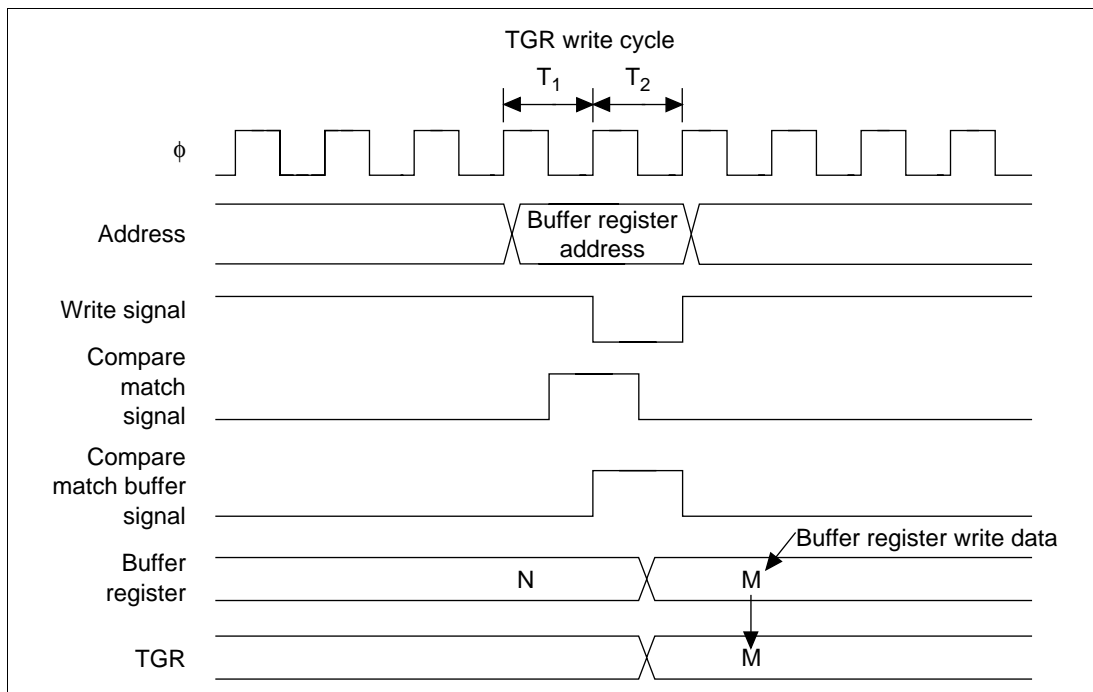 TGR write cycle
T1 T2
ϕ
Address
Buffer register
address
Write signal
Compare
match
signal
Compare
match buffer
signal
Buffer register write data
Buffer
register
N M
TGR
M